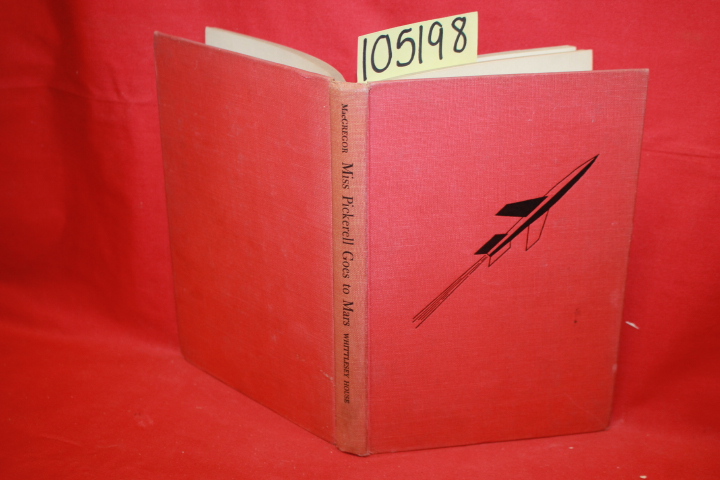 105198
MacGREGOR Miss Pickerell Goes to Mars WHITTLESEY HOUSE